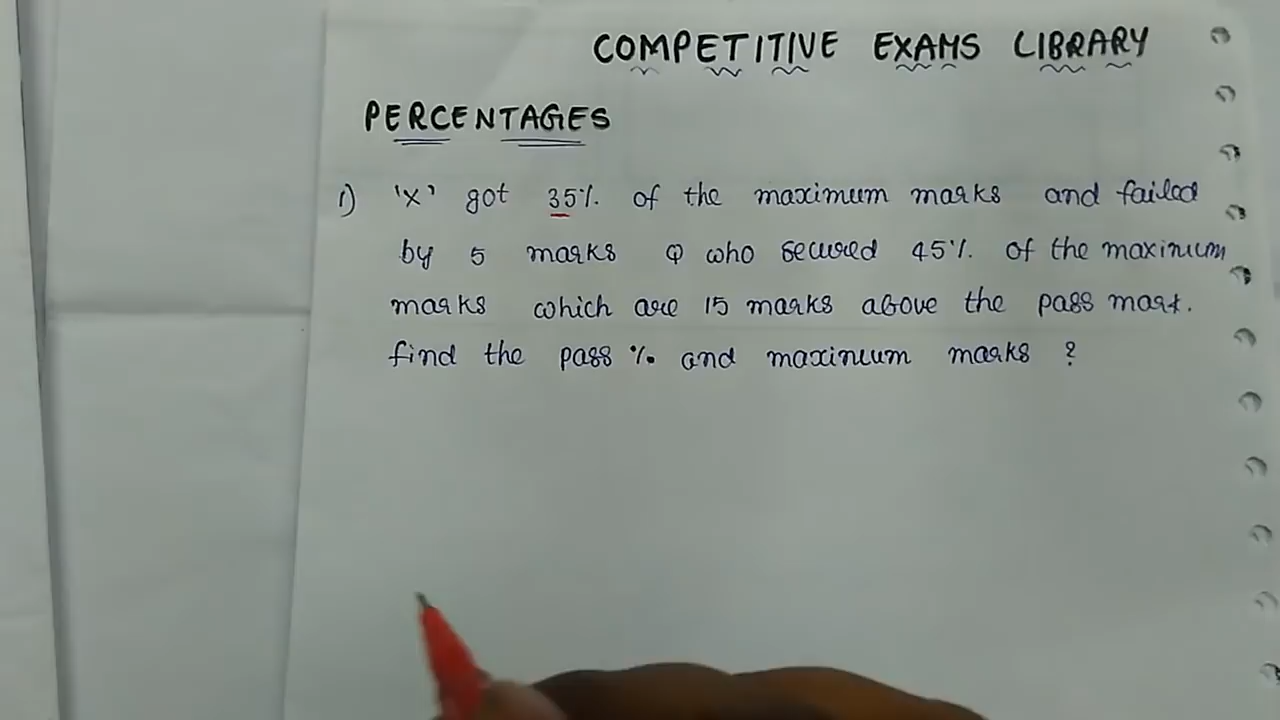 COMPETITIVE EXAMS LIBRARY
PERCENTAGES
1) 'X' got 35% of the maximum marks and failed
by 5 marks Q who secured 45% of the maximum
marks which are 15 marks above the pass mark.
find the pass % and maximum marks ?